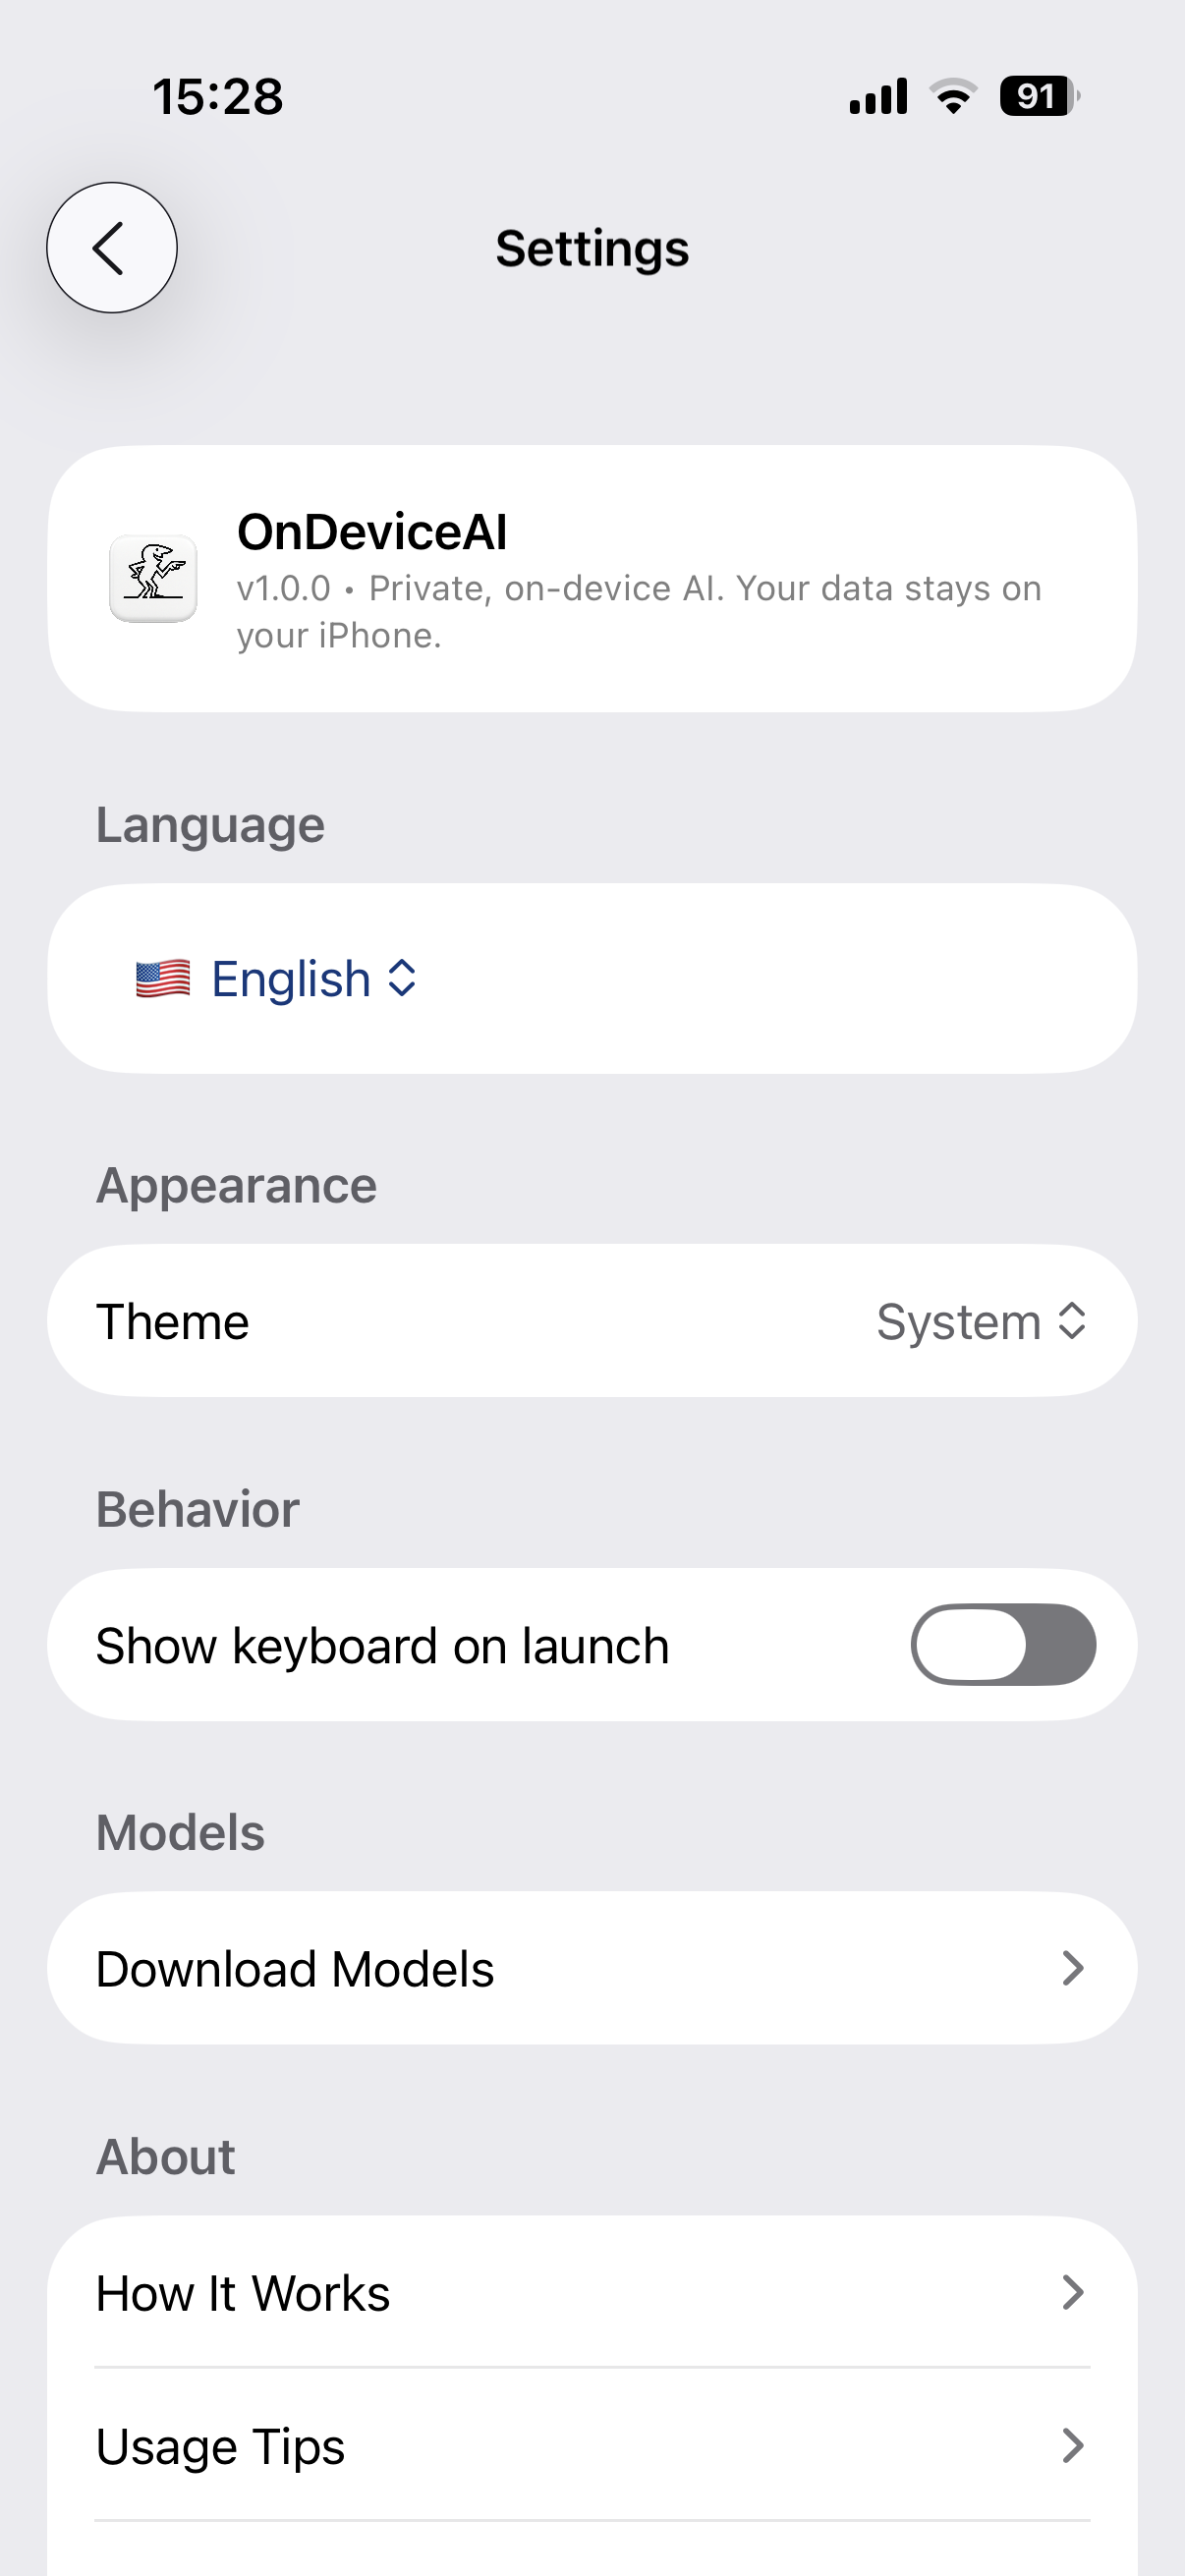 15:28
91
Settings
OnDeviceAI
v1.0.0 • Private, on-device AI. Your data stays on
your iPhone.
Language
English
Appearance
Theme
System
Behavior
Show keyboard on launch
Models
Download Models
About
How It Works
Usage Tips